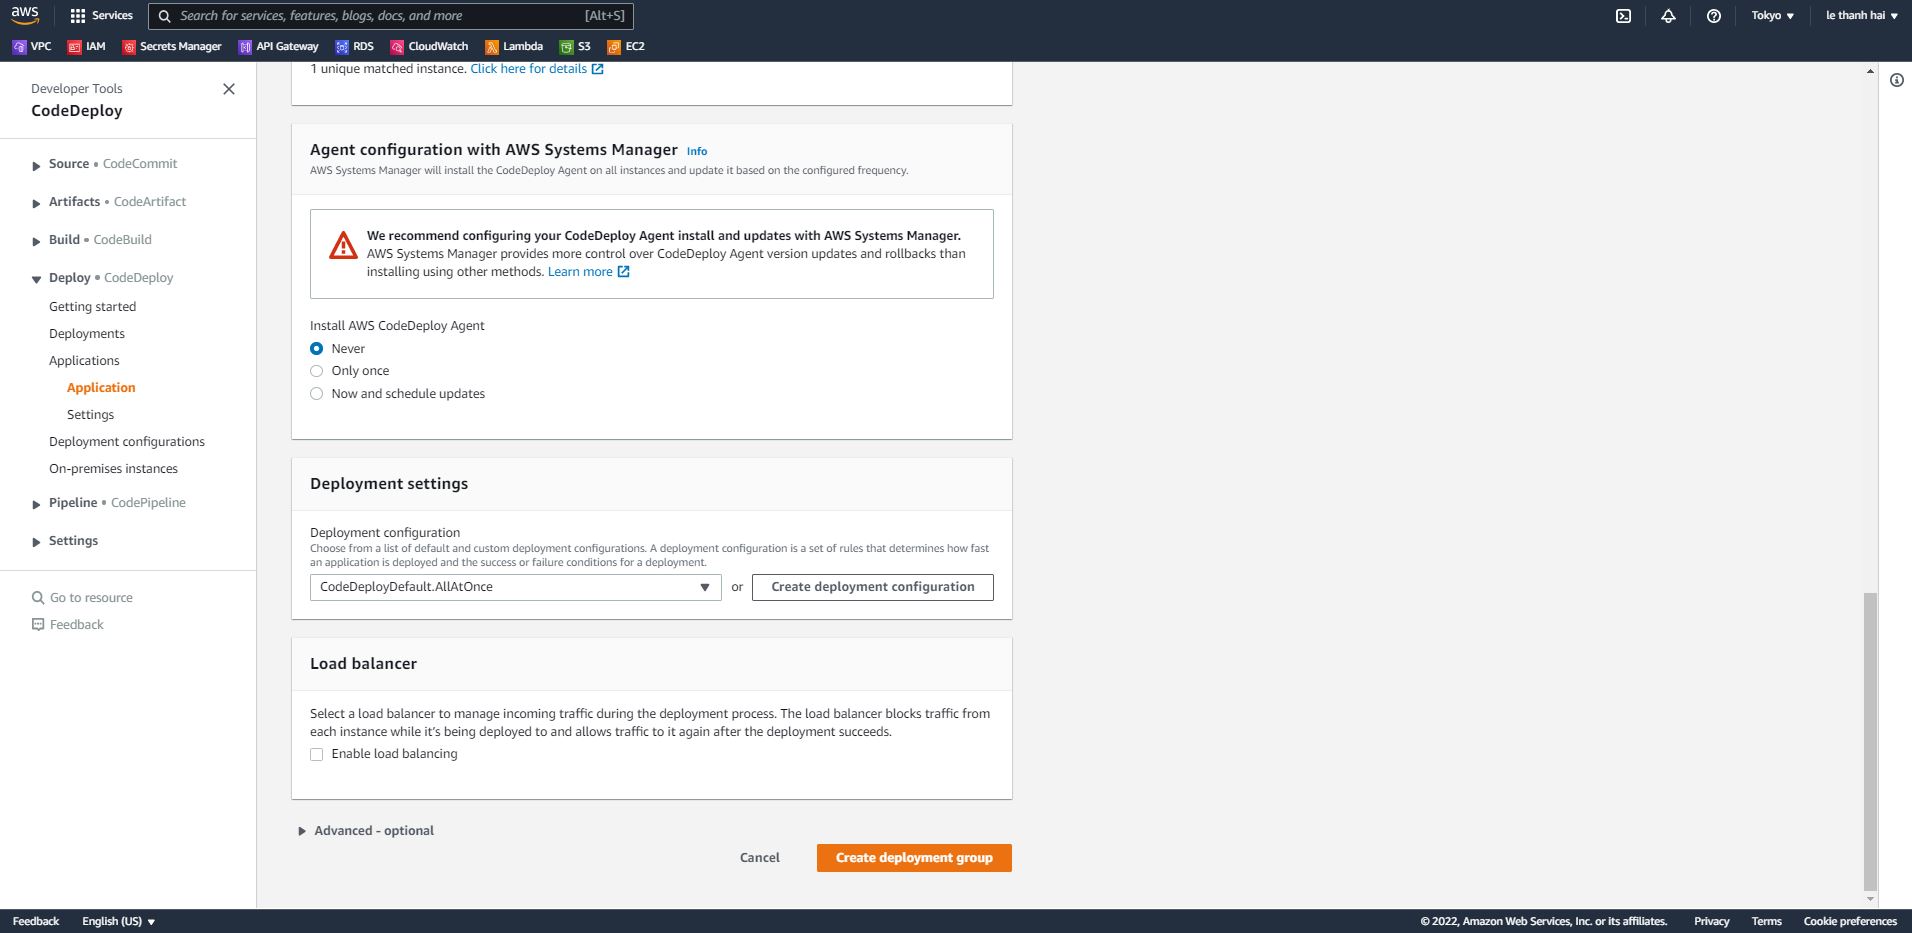 aws
Services
Search for services, features, blogs, docs, and more
[Alt+S]
Tokyo
le thanh hai
VPC
IAM
Secrets Manager
API Gateway
RDS
CloudWatch
Lambda
S3
EC2
Developer Tools
CodeDeploy
Source • CodeCommit
Artifacts • CodeArtifact
Build • CodeBuild
Deploy • CodeDeploy
Getting started
Deployments
Applications
Application
Settings
Deployment configurations
On-premises instances
Pipeline • CodePipeline
Settings
Go to resource
Feedback
1 unique matched instance. Click here for details
Agent configuration with AWS Systems Manager Info
AWS Systems Manager will install the CodeDeploy Agent on all instances and update it based on the configured frequency.
We recommend configuring your CodeDeploy Agent install and updates with AWS Systems Manager.
AWS Systems Manager provides more control over CodeDeploy Agent version updates and rollbacks than
installing using other methods. Learn more
Install AWS CodeDeploy Agent
Never
Only once
Now and schedule updates
Deployment settings
Deployment configuration
Choose from a list of default and custom deployment configurations. A deployment configuration is a set of rules that determines how fast
an application is deployed and the success or failure conditions for a deployment.
CodeDeployDefault.AllAtOnce
or
Create deployment configuration
Load balancer
Select a load balancer to manage incoming traffic during the deployment process. The load balancer blocks traffic from
each instance while it's being deployed to and allows traffic to it again after the deployment succeeds.
Enable load balancing
Advanced - optional
Cancel
Create deployment group
Feedback
English (US)
© 2022, Amazon Web Services, Inc. or its affiliates.
Privacy
Terms
Cookie preferences